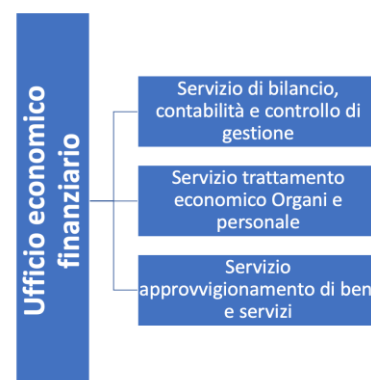 Ufficio economico
finanziario
Servizio di bilancio,
contabilità e controllo di
gestione
Servizio trattamento
economico Organi e
personale
Servizio
approvvigionamento di ben
e servizi